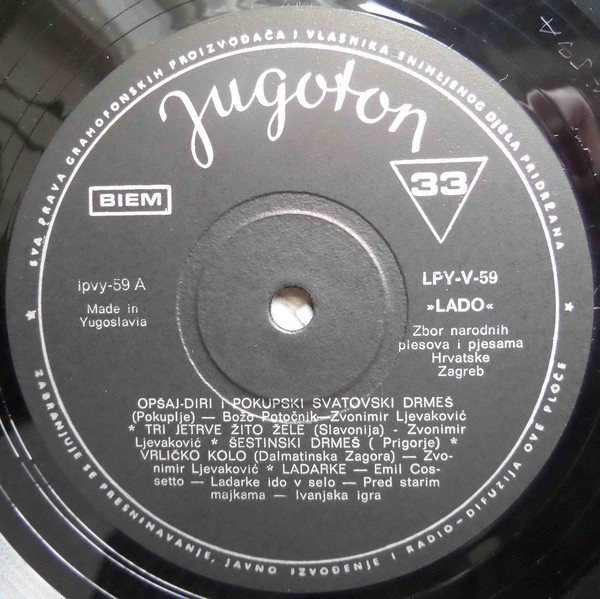 SVA PRAVA GRAMOFONSKIH PROIZVOĐAČA I VLASNIKA SNIMLJENOG DJELA PRIDRŽANA
Jugoton
BIEM
33
ipvy-59 A
LPY-V-59
Made in
Yugoslavia
»LADO«
Zbor narodnih
plesova i pjesama
Hrvatske
Zagreb
OPŠAJ-DIRI I POKUPSKI SVATOVSKI DRMEŠ
(Pokuplje) — Božo Potočnik—Zvonimir Ljevaković
* TRI JETRVE ŽITO ŽELE (Slavonija) - Zvonimir
Ljevaković * ŠESTINSKI DRMEŠ ( Prigorje) *
VRLIČKO KOLO (Dalmatinska Zagora) — Zvo-
nimir Ljevaković * LADARKE — Emil Cos-
setto — Ladarke ido v selo — Pred starim
majkama — Ivanjska igra
ZABRANJUJE SE PRESNIMAVANJE, JAVNO IZVOĐENJE I RADIO-DIFUZIJA OVE PLOČE